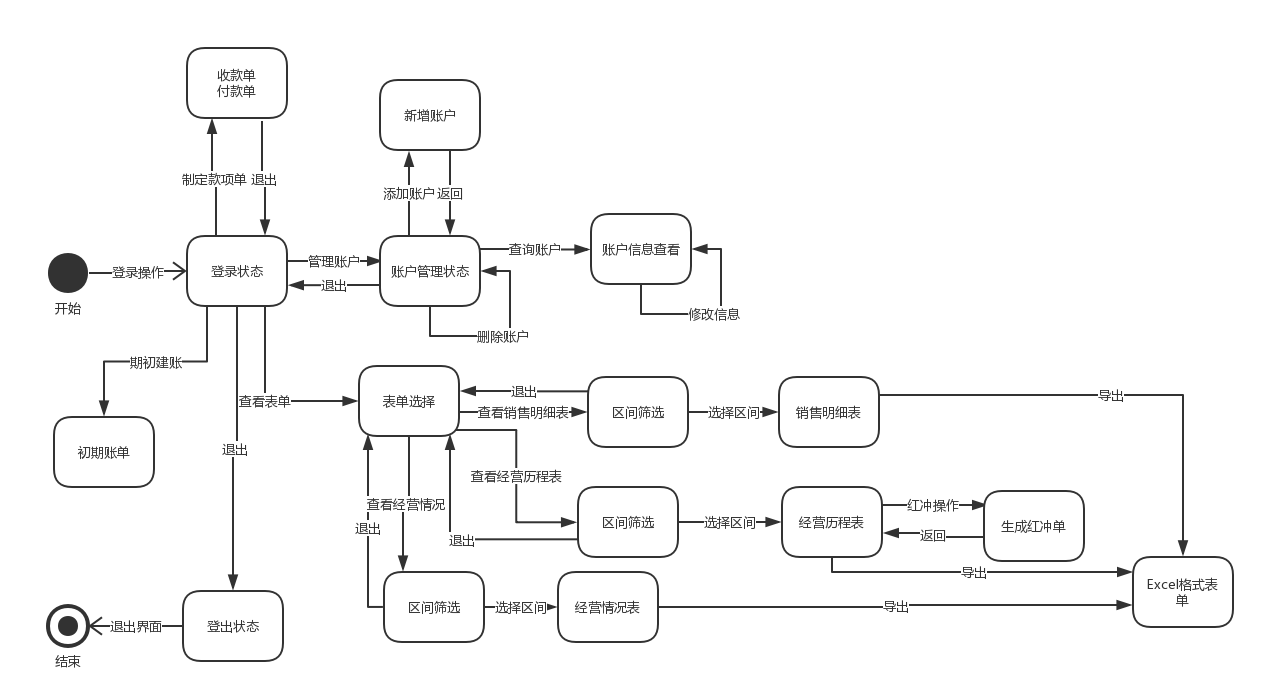 收款单
付款单
新增账户
制定款项单
退出
添加账户
返回
登录操作
登录状态
管理账户
退出
账户管理状态
查询账户
账户信息查看
开始
修改信息
删除账户
期初建账
查看表单
表单选择
退出
查看销售明细表
区间筛选
选择区间
销售明细表
导出
初期账单
退出
查看经营历程表
查看经营情况
退出
退出
区间筛选
选择区间
经营历程表
红冲操作
返回
生成红冲单
导出
区间筛选
选择区间
经营情况表
导出
Excel格式表
单
登出状态
退出界面
结束